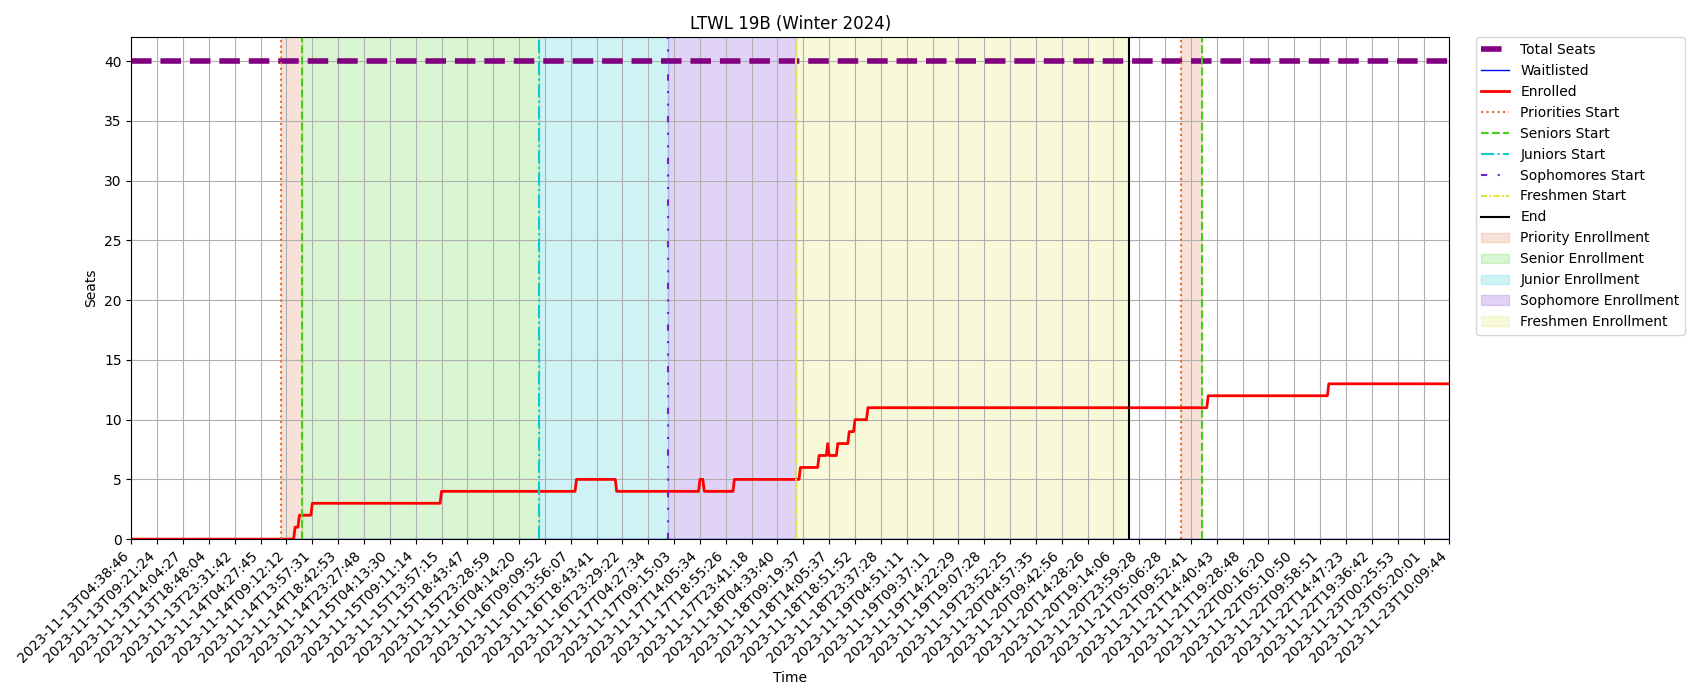 LTWL 19B (Winter 2024)
Seats
40
35
30
25
20
15
10
5
0
2023-11-13T04:38:46
2023-11-13T09:21:24
2023-11-13T14:04:27
2023-11-13T18:48:04
2023-11-13T23:31:42
2023-11-14T04:27:45
2023-11-14T09:12:12
2023-11-14T13:57:31
2023-11-14T18:42:53
2023-11-14T23:27:48
2023-11-15T04:13:30
2023-11-15T09:11:14
2023-11-15T13:57:15
2023-11-15T18:43:47
2023-11-15T23:28:59
2023-11-16T04:14:20
2023-11-16T09:09:52
2023-11-16T13:56:07
2023-11-16T18:43:41
2023-11-16T23:29:22
2023-11-17T04:27:34
2023-11-17T09:15:03
2023-11-17T14:05:34
2023-11-17T18:55:26
2023-11-17T23:41:18
2023-11-18T04:33:40
2023-11-18T09:19:37
2023-11-18T14:05:37
2023-11-18T18:51:52
2023-11-18T23:37:28
2023-11-19T04:51:11
2023-11-19T09:37:11
2023-11-19T14:22:29
2023-11-19T19:07:28
2023-11-19T23:52:25
2023-11-20T04:57:35
2023-11-20T09:42:56
2023-11-20T14:28:26
2023-11-20T19:14:06
2023-11-20T23:59:28
2023-11-21T05:06:28
2023-11-21T09:52:41
2023-11-21T14:40:43
2023-11-21T19:28:48
2023-11-22T00:16:20
2023-11-22T05:10:50
2023-11-22T09:58:51
2023-11-22T14:47:23
2023-11-22T19:36:42
2023-11-23T00:25:53
2023-11-23T05:20:01
2023-11-23T10:09:44
Time
Total Seats
Waitlisted
Enrolled
Priorities Start
Seniors Start
Juniors Start
Sophomores Start
Freshmen Start
End
Priority Enrollment
Senior Enrollment
Junior Enrollment
Sophomore Enrollment
Freshmen Enrollment